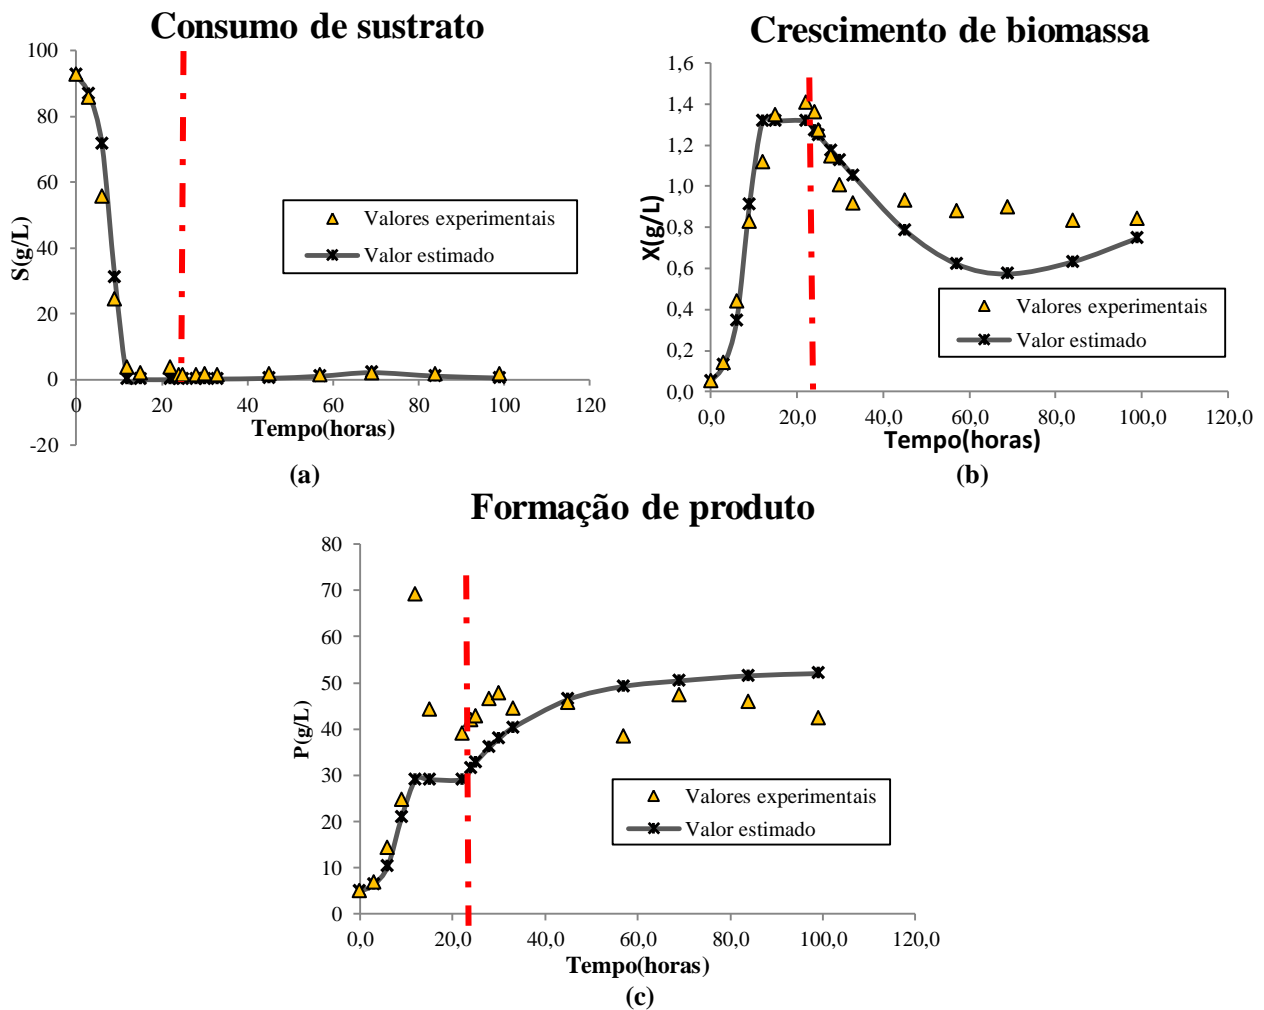 Consumo de sustrato
100
80
60
40
20
0
-20
S(g/L)
0 20 40 60 80 100 120
Tempo(horas)
Valores experimentais
Valor estimado
(a)
Crescimento de biomassa
1,6
1,4
1,2
1,0
0,8
0,6
0,4
0,2
0,0
X(g/L)
0,0 20,0 40,0 60,0 80,0 100,0 120,0
Tempo(horas)
Valores experimentais
Valor estimado
(b)
Formação de produto
80
70
60
50
40
30
20
10
0
P(g/L)
0,0 20,0 40,0 60,0 80,0 100,0 120,0
Tempo(horas)
Valores experimentais
Valor estimado
(c)